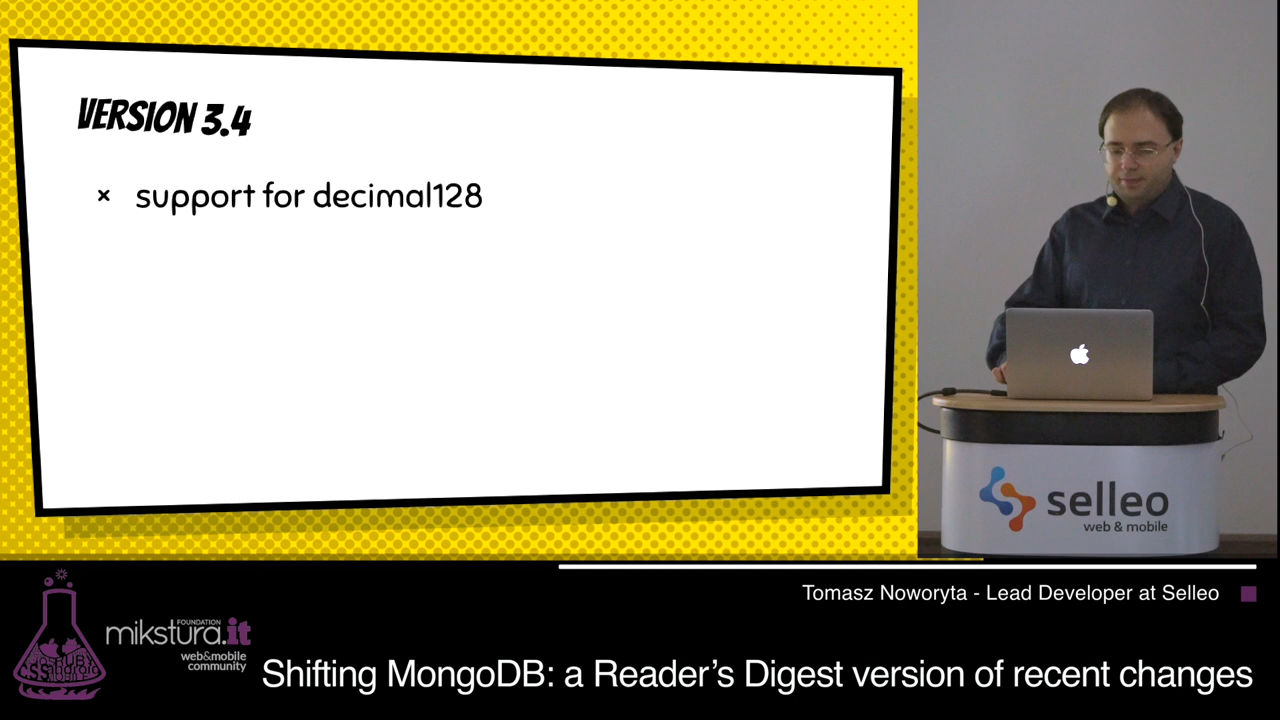 VERSION 3.4
× support for decimal128
selleo
web & mobile
Tomasz Noworyta - Lead Developer at Selleo
FOUNDATION
mikstura.it
web&mobile
community
Shifting MongoDB: a Reader's Digest version of recent changes